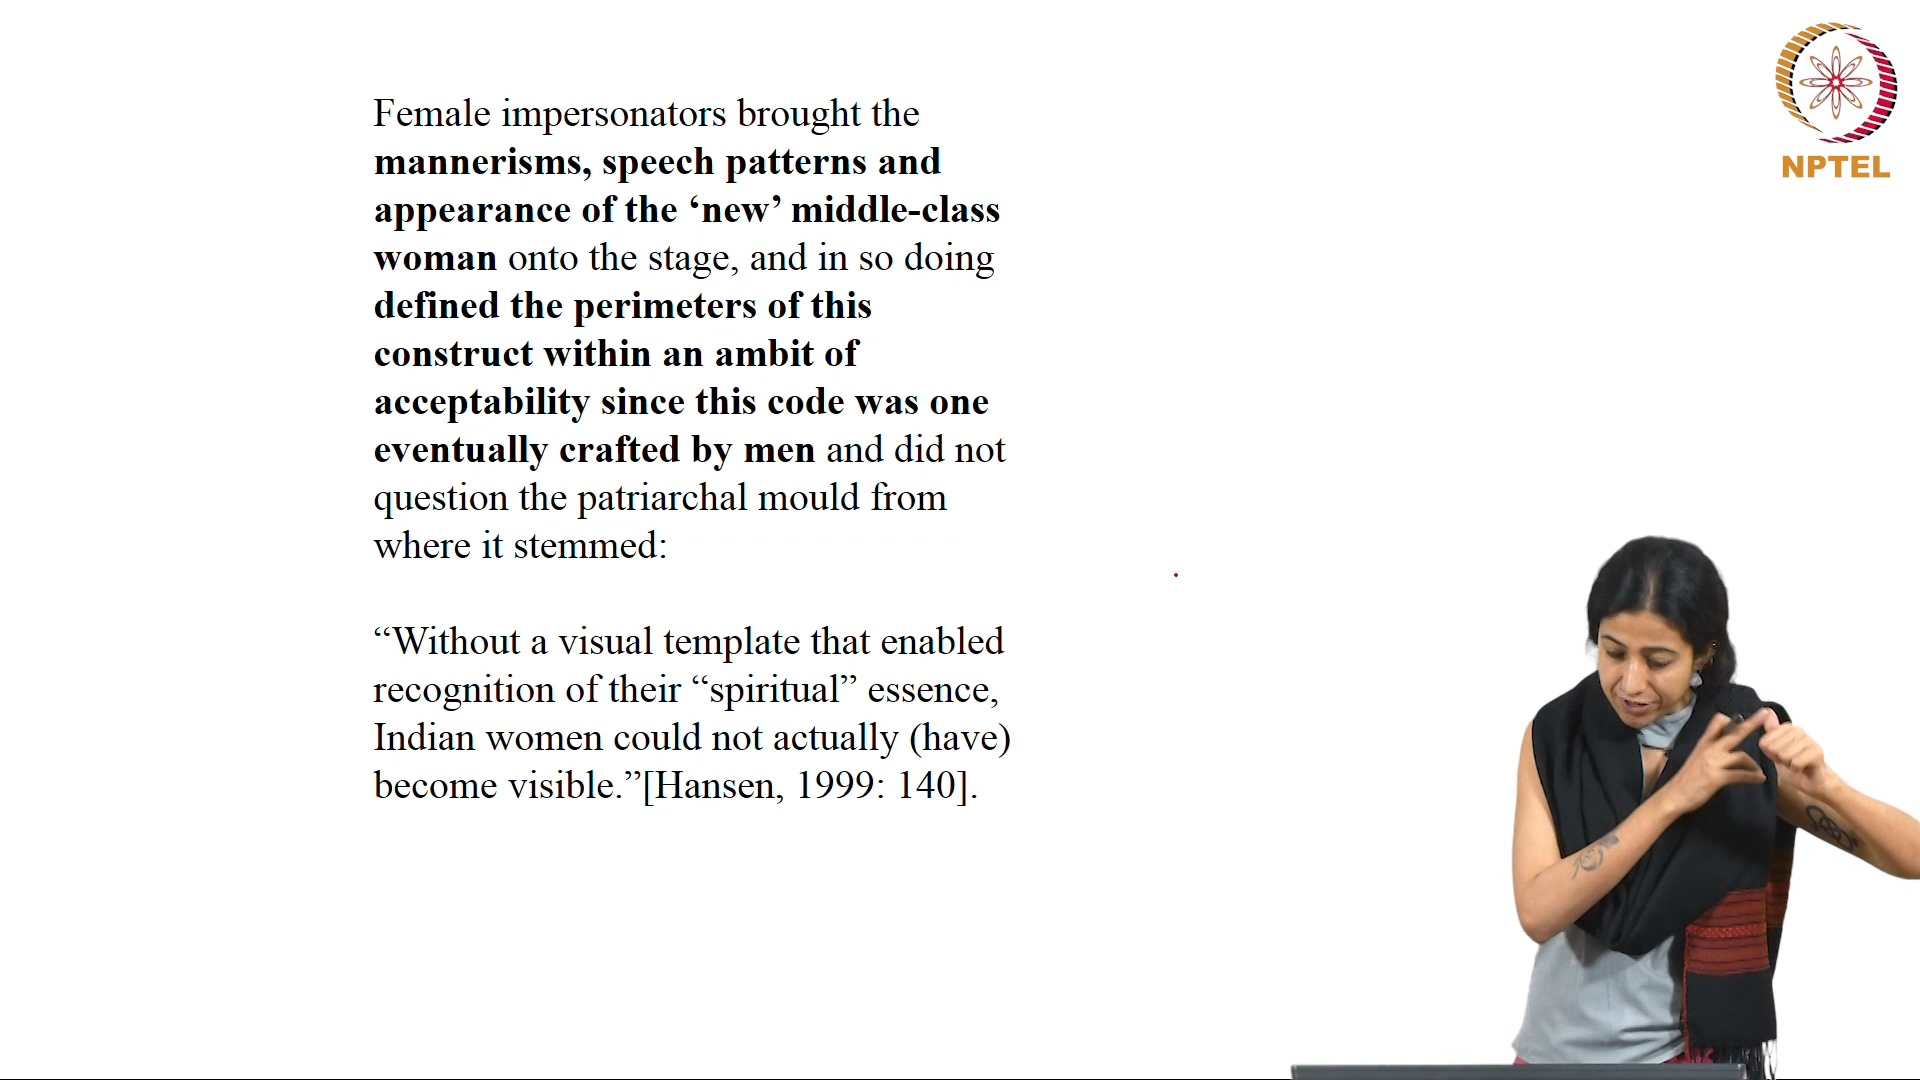 Female impersonators brought the
mannerisms, speech patterns and
appearance of the ‘new’ middle-class
woman onto the stage, and in so doing
defined the perimeters of this
construct within an ambit of
acceptability since this code was one
eventually crafted by men and did not
question the patriarchal mould from
where it stemmed:
“Without a visual template that enabled
recognition of their “spiritual” essence,
Indian women could not actually (have)
become visible.”[Hansen, 1999: 140].
NPTEL